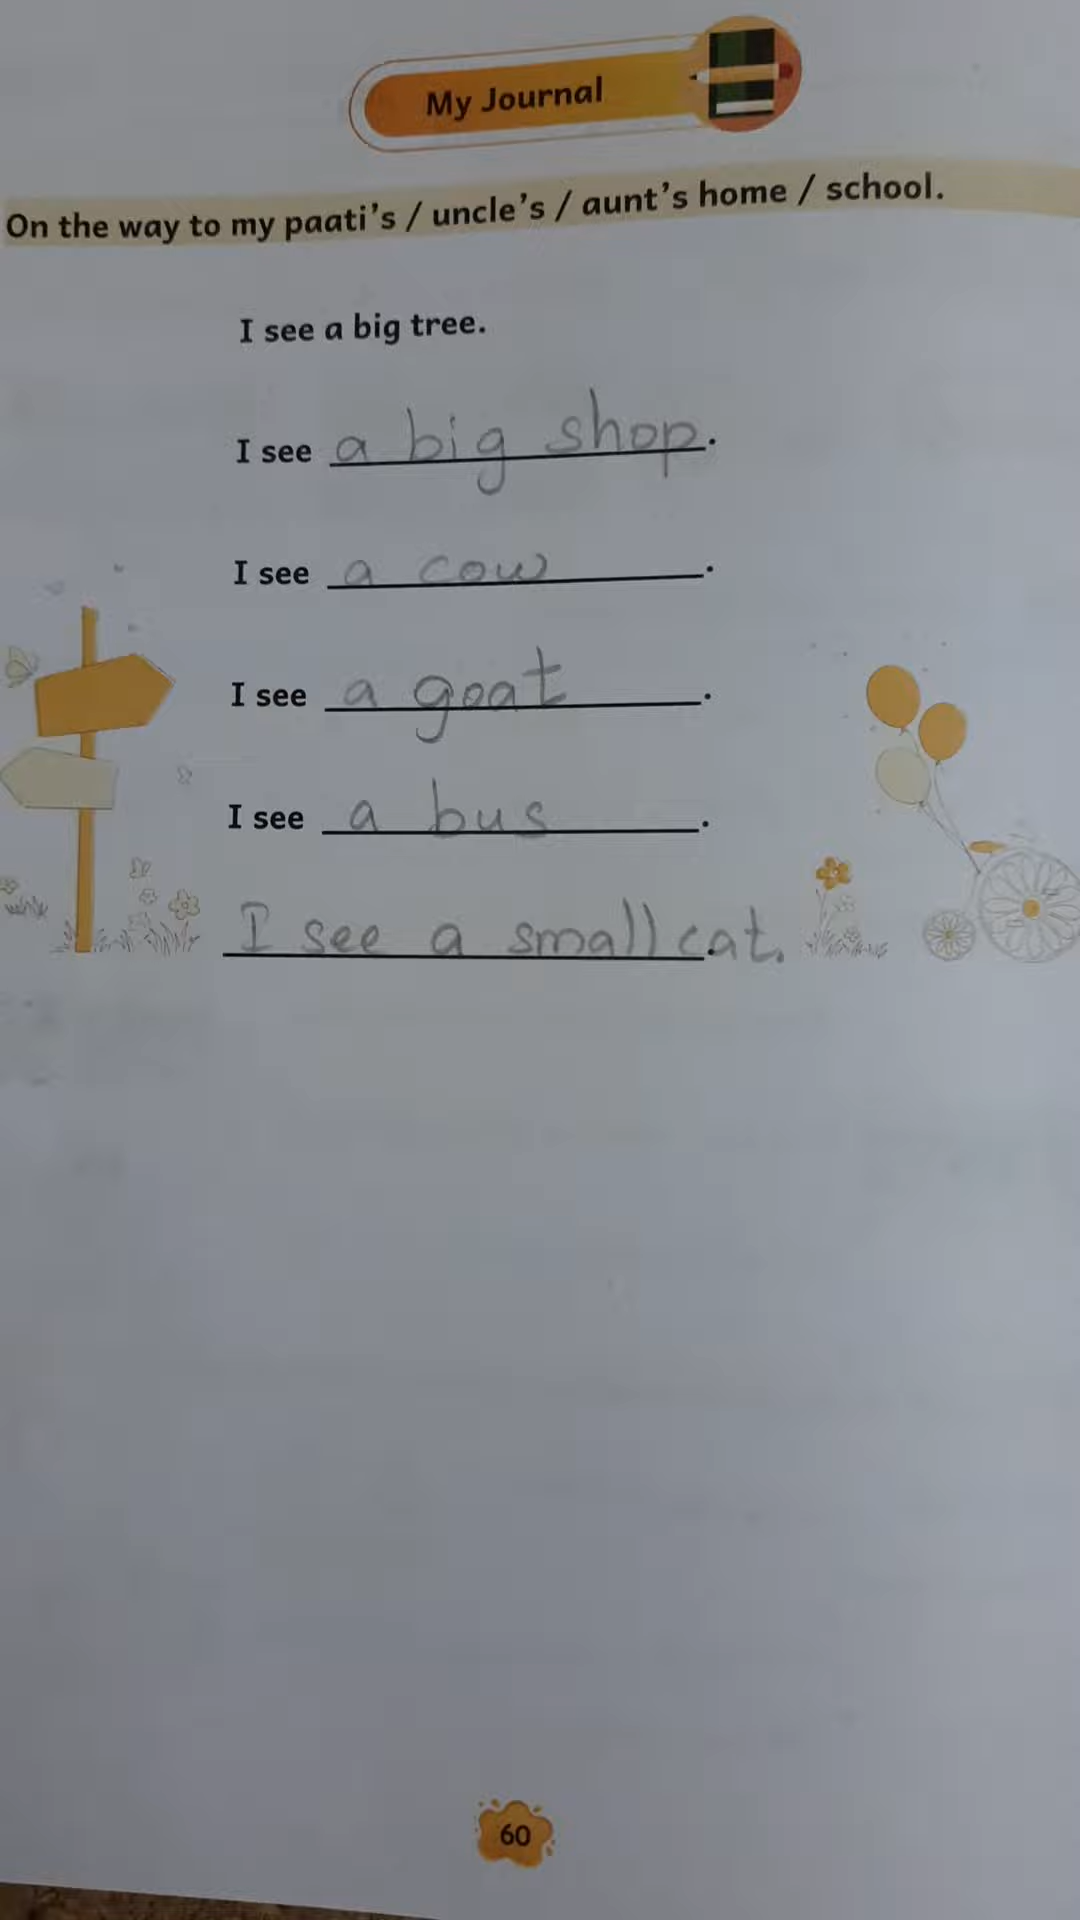 My Journal
On the way to my paati's / uncle's / aunt's home / school.
I see a big tree.
I see a big shop.
I see a cow.
I see a goat.
I see a bus.
I see a small cat.
60